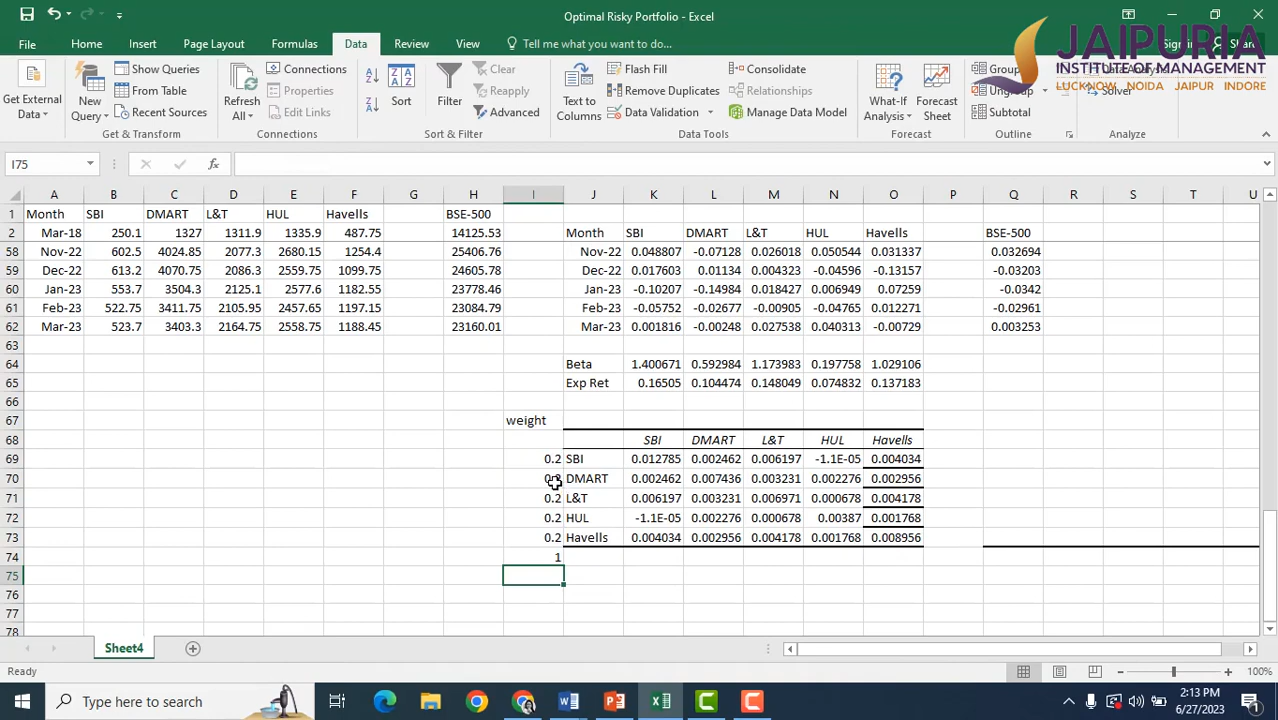 Optimal Risky Portfolio - Excel
File Home Insert Page Layout Formulas Data Review View Tell me what you want to do...
JAIPURIA
INSTITUTE OF MANAGEMENT
LUCKNOW, NOIDA JAIPUR INDORE
Get External Data
New Query
Show Queries
From Table
Recent Sources
Get & Transform
Refresh All
Connections
Properties
Edit Links
Connections
Sort
Filter
Clear
Reapply
Advanced
Sort & Filter
Text to Columns
Flash Fill
Remove Duplicates
Data Validation
Consolidate
Relationships
Manage Data Model
Data Tools
What-If Analysis
Forecast Sheet
Forecast
Group
Ungroup
Subtotal
Outline
Solver
Analyze
I75 fx
A B C D E F G H I J K L M N O P Q R S T U
1 Month SBI DMART L&T HUL Havells BSE-500
2 Mar-18 250.1 1327 1311.9 1335.9 487.75 14125.53 Month SBI DMART L&T HUL Havells BSE-500
58 Nov-22 602.5 4024.85 2077.3 2680.15 1254.4 25406.76 Nov-22 0.048807 -0.07128 0.026018 0.050544 0.031337 0.032694
59 Dec-22 613.2 4070.75 2086.3 2559.75 1099.75 24605.78 Dec-22 0.017603 0.01134 0.004323 -0.04596 -0.13157 -0.03203
60 Jan-23 553.7 3504.3 2125.1 2577.6 1182.55 23778.46 Jan-23 -0.10207 -0.14984 0.018427 0.006949 0.07259 -0.0342
61 Feb-23 522.75 3411.75 2105.95 2457.65 1197.15 23084.79 Feb-23 -0.05752 -0.02677 -0.00905 -0.04765 0.012271 -0.02961
62 Mar-23 523.7 3403.3 2164.75 2558.75 1188.45 23160.01 Mar-23 0.001816 -0.00248 0.027538 0.040313 -0.00729 0.003253
63
64 Beta 1.400671 0.592984 1.173983 0.197758 1.029106
65 Exp Ret 0.16505 0.104474 0.148049 0.074832 0.137183
66
67 weight
68 SBI DMART L&T HUL Havells
69 0.2 SBI 0.012785 0.002462 0.006197 -1.1E-05 0.004034
70 DMART 0.002462 0.007436 0.003231 0.002276 0.002956
71 0.2 L&T 0.006197 0.003231 0.006971 0.000678 0.004178
72 0.2 HUL -1.1E-05 0.002276 0.000678 0.00387 0.001768
73 0.2 Havells 0.004034 0.002956 0.004178 0.001768 0.008956
74 1
75
76
77
78
Sheet4
Ready 100%
Type here to search
2:13 PM
6/27/2023